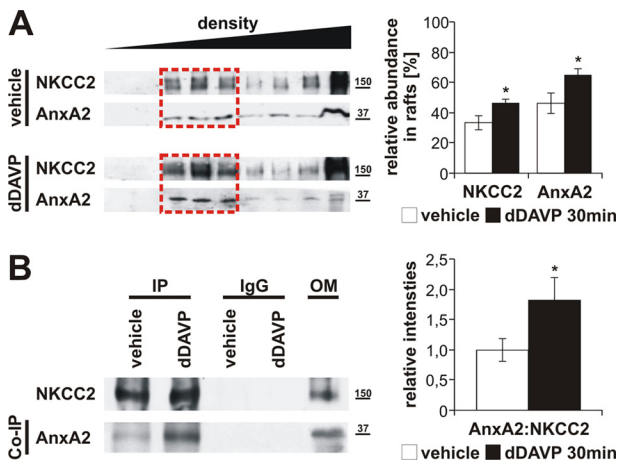 A
density
vehicle
NKCC2
150
AnxA2
37
dDAVP
NKCC2
150
AnxA2
37
relative abundance
in rafts [%]
100
80
60
40
20
0
*
*
NKCC2 AnxA2
vehicle dDAVP 30min
B
IP IgG OM
vehicle dDAVP vehicle dDAVP
NKCC2
150
Co-IP
AnxA2
37
relative intensties
2,5
2,0
1,5
1,0
0,5
0
*
AnxA2:NKCC2
vehicle dDAVP 30min